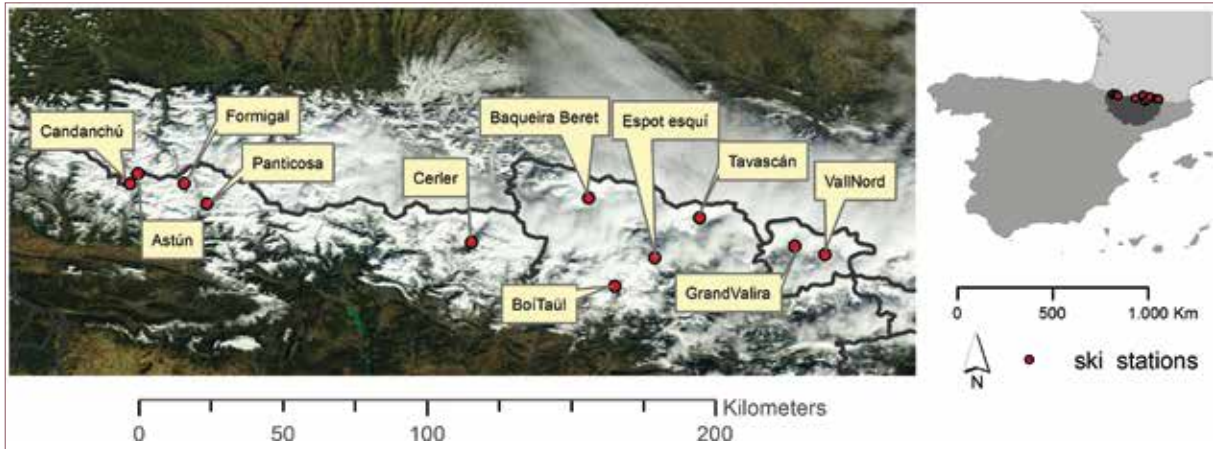 Candanchú
Formigal
Panticosa
Astún
Cerler
Baqueira Beret
Espot esquí
Tavascán
VallNord
BoíTaüll
GrandValira
0
50
100
200
Kilometers
0
500
1.000 Km
N
ski stations